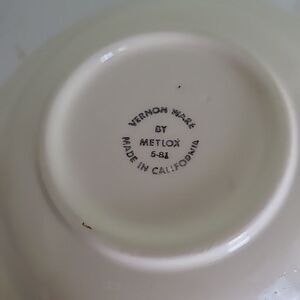 VERNON WARE
BY
METLOX
5-81
MADE IN CALIFORNIA